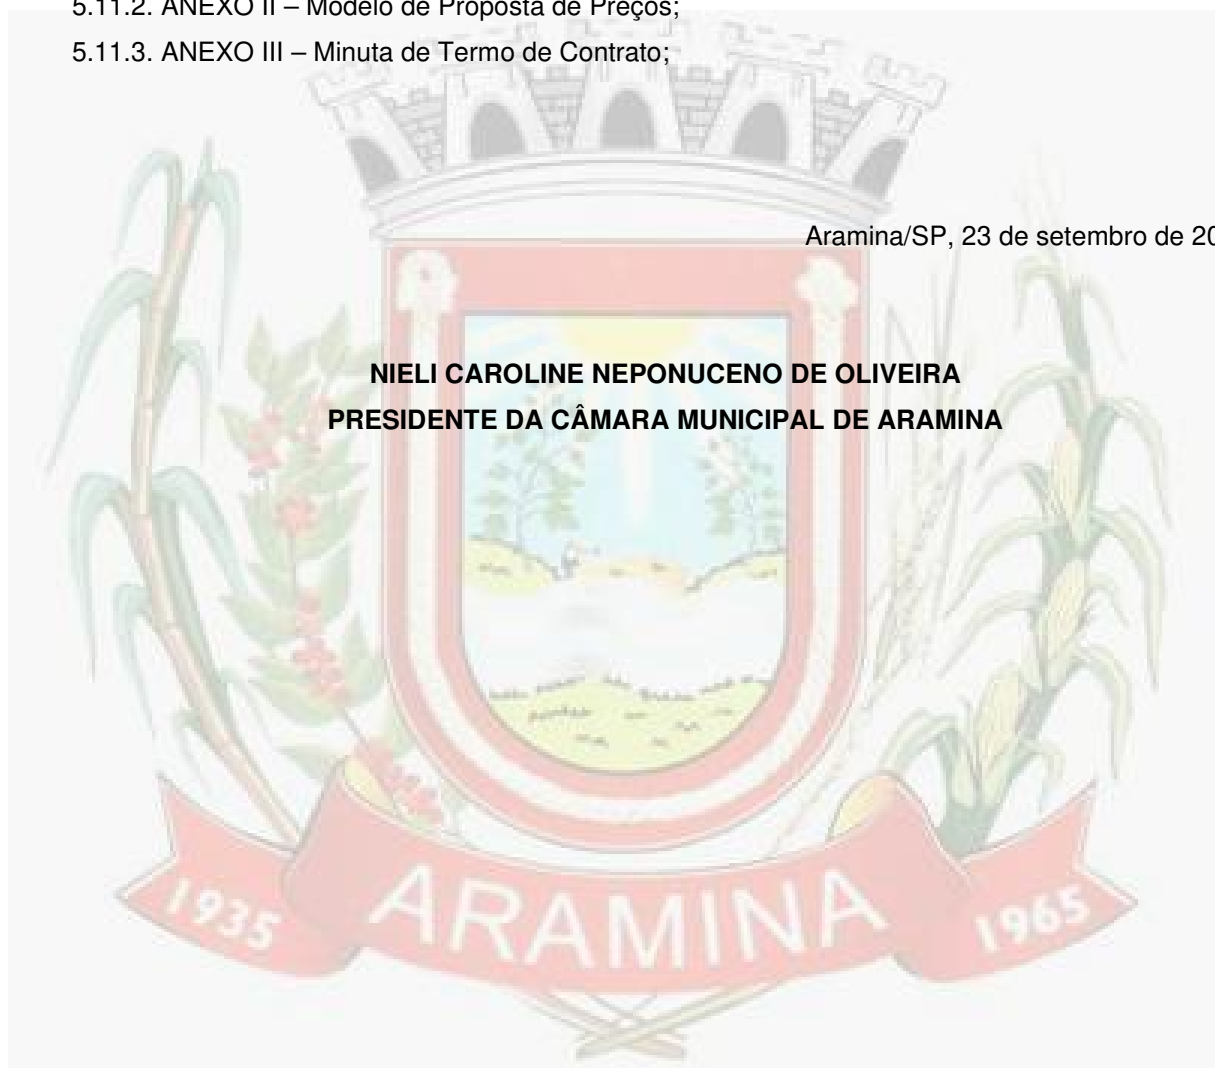 5.11.2. ANEXO II – Modelo de Proposta de Preços;
5.11.3. ANEXO III – Minuta de Termo de Contrato;
Aramina/SP, 23 de setembro de 20
NIELI CAROLINE NEPONUCENO DE OLIVEIRA
PRESIDENTE DA CÂMARA MUNICIPAL DE ARAMINA
1935 ARAMINA 1965